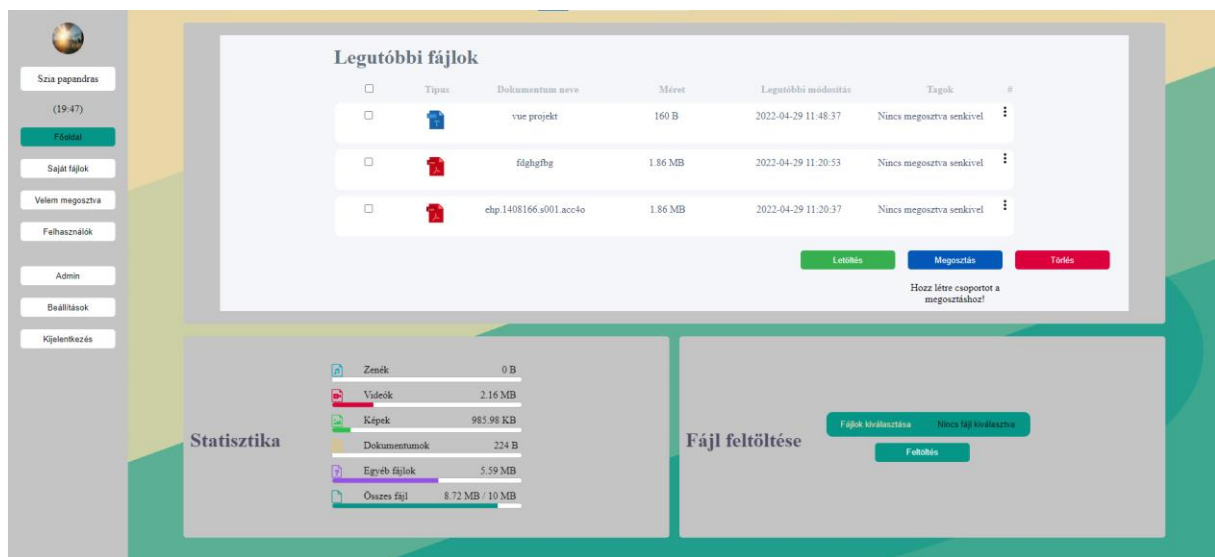 Szia papandras
(19:47)
Főoldal
Saját fájlok
Velem megosztva
Felhasználók
Admin
Beállítások
Kijelentkezés
Legutóbbi fájlok
Típus Dokumentum neve Méret Legutóbbi módosítás Tagok #
vue projekt 160 B 2022-04-29 11:48:37 Nincs megosztva senkivel
fdghgfbg 1.86 MB 2022-04-29 11:20:53 Nincs megosztva senkivel
ehp.1408166.s001.acc4o 1.86 MB 2022-04-29 11:20:37 Nincs megosztva senkivel
Letöltés Megosztás Törlés
Hozz létre csoportot a
megosztáshoz!
Statisztika
Zenék 0 B
Videók 2.16 MB
Képek 985.98 KB
Dokumentumok 224 B
Egyéb fájlok 5.59 MB
Összes fájl 8.72 MB / 10 MB
Fájl feltöltése
Fájlok kiválasztása Nincs fájl kiválasztva
Feltöltés